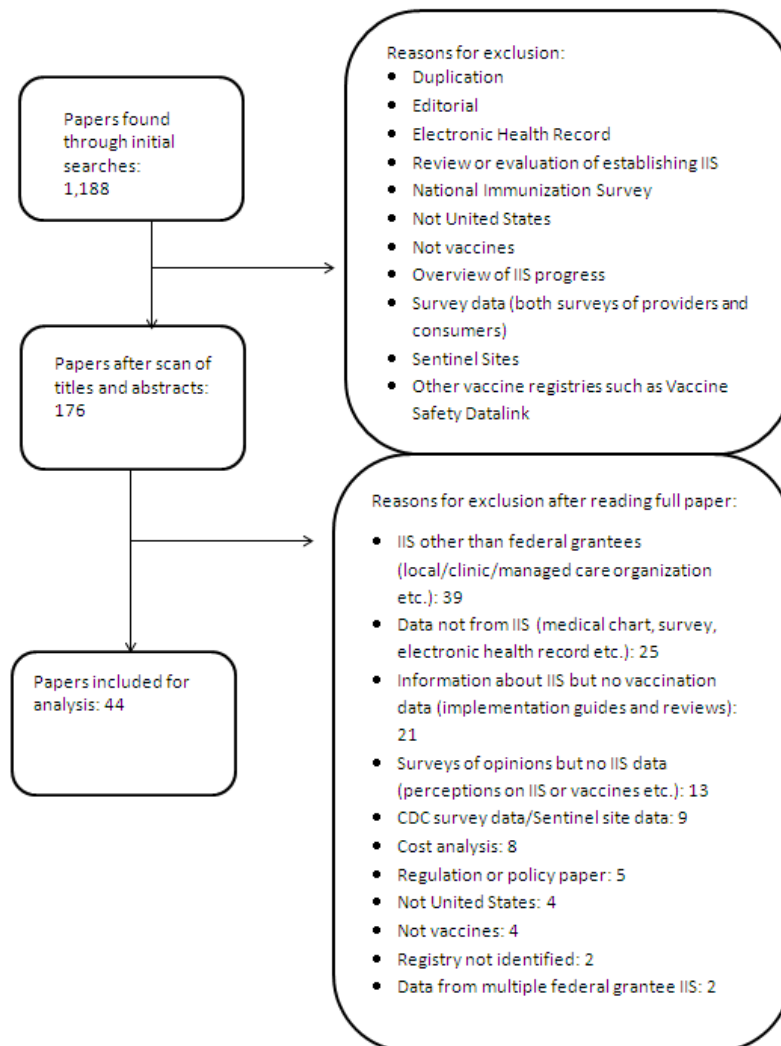 Papers found
through initial
searches:
1,188
Reasons for exclusion:
• Duplication
• Editorial
• Electronic Health Record
• Review or evaluation of establishing IIS
• National Immunization Survey
• Not United States
• Not vaccines
• Overview of IIS progress
• Survey data (both surveys of providers and
consumers)
• Sentinel Sites
• Other vaccine registries such as Vaccine
Safety Datalink
Papers after scan of
titles and abstracts:
176
Reasons for exclusion after reading full paper:
• IIS other than federal grantees
(local/clinic/managed care organization
etc.): 39
• Data not from IIS (medical chart, survey,
electronic health record etc.): 25
• Information about IIS but no vaccination
data (implementation guides and reviews):
21
• Surveys of opinions but no IIS data
(perceptions on IIS or vaccines etc.): 13
• CDC survey data/Sentinel site data: 9
• Cost analysis: 8
• Regulation or policy paper: 5
• Not United States: 4
• Not vaccines: 4
• Registry not identified: 2
• Data from multiple federal grantee IIS: 2
Papers included for
analysis: 44